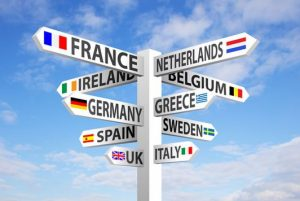 FRANCE
NETHERLANDS
IRELAND
BELGIUM
GERMANY
GREECE
SPAIN
SWEDEN
UK
ITALY